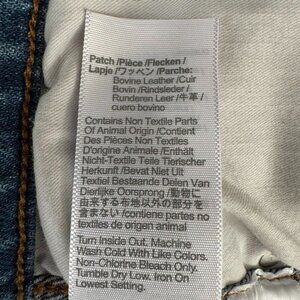 Patch /Pièce /Flecken /
Lapje /ワッペン /Parche:
Bovine Leather /Cuir
Bovin /Rindsleder /
Runderen Leer /牛革 /
cuero bovino
Contains Non Textile Parts
Of Animal Origin /Contient
Des Pièces Non Textiles
D'origine Animale /Enthält
Nicht-Textile Teile Tierischer
Herkunft /Bevat Niet Uit
Textiel Bestaande Delen Van
Dierlijke Oorsprong /動物に
由来する布地以外の部分を
含まない /contiene partes no
textiles de origen animal
Turn Inside Out. Machine
Wash Cold With Like Colors.
Non-Chlorine Bleach Only.
Tumble Dry Low. Iron On
Lowest